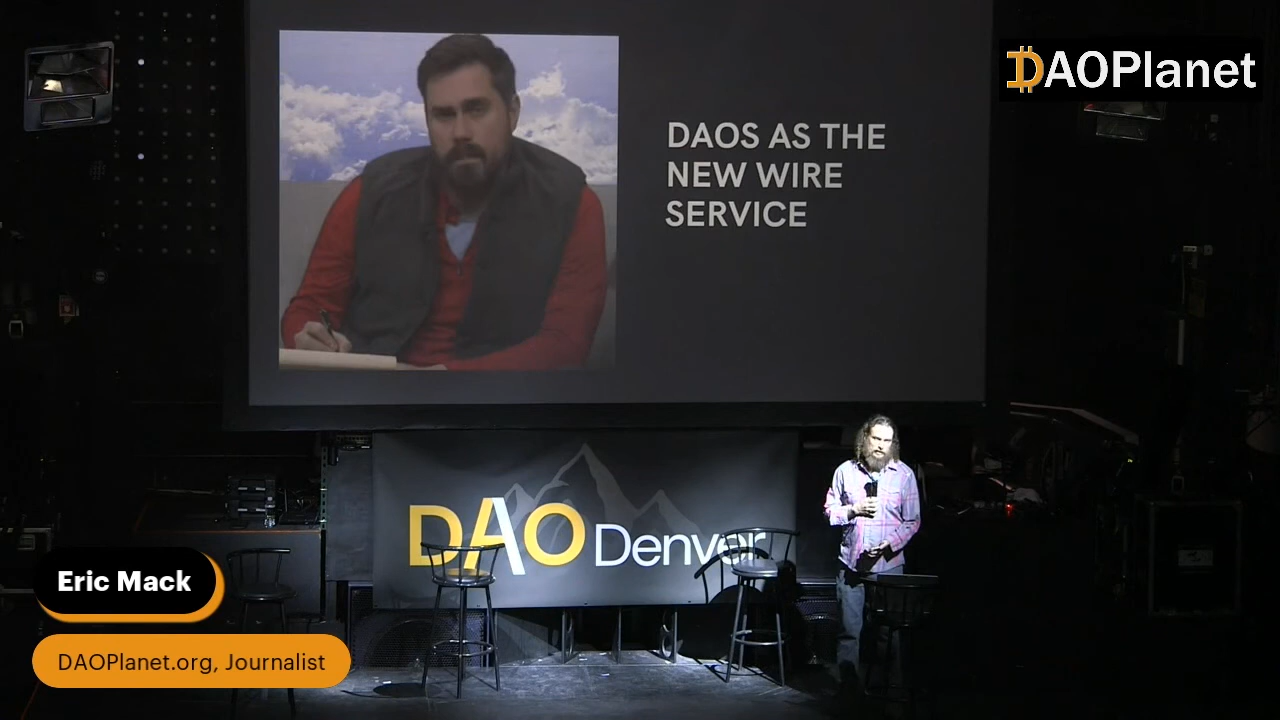 DAOPlanet
DAOS AS THE
NEW WIRE
SERVICE
DAO Denver
Eric Mack
DAOPlanet.org, Journalist